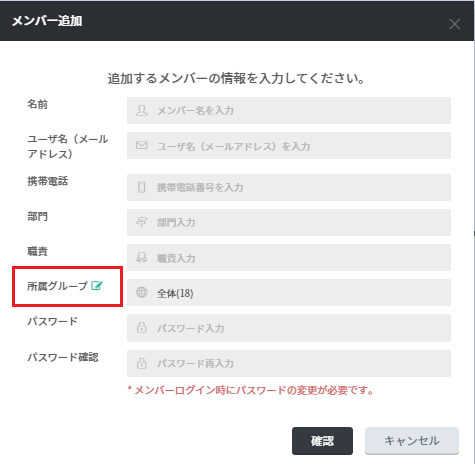 メンバー追加
追加するメンバーの情報を入力してください。
名前
メンバー名を入力
ユーザ名（メール
アドレス）
ユーザ名（メールアドレス）を入力
携帯電話
携帯電話番号を入力
部門
部門入力
職責
職責入力
所属グループ
全体(18)
パスワード
パスワード入力
パスワード確認
パスワード再入力
* メンバーログイン時にパスワードの変更が必要です。
確認
キャンセル